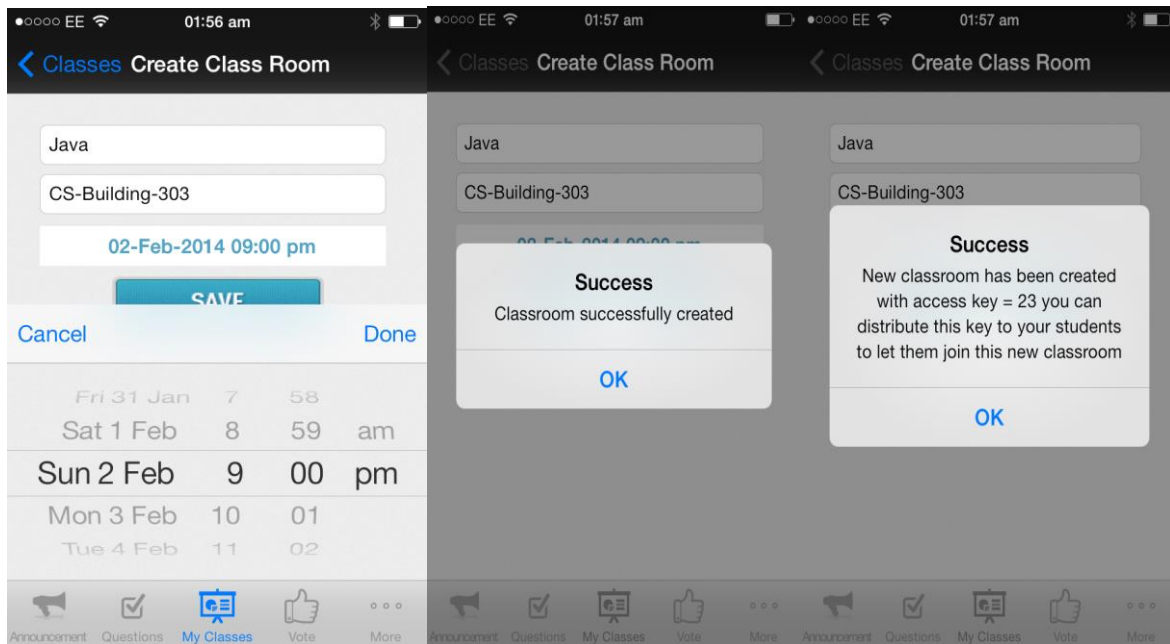 ●○○○○ EE 01:56 am
Classes Create Class Room
Java
CS-Building-303
02-Feb-2014 09:00 pm
SAVE
Cancel Done
Fri 31 Jan 7 58
Sat 1 Feb 8 59 am
Sun 2 Feb 9 00 pm
Mon 3 Feb 10 01
Tue 4 Feb 11 02
Announcement Questions My Classes Vote More
●○○○○ EE 01:57 am
Classes Create Class Room
Java
CS-Building-303
02-Feb-2014 09:00 pm
Success
Classroom successfully created
OK
Announcement Questions My Classes Vote More
●○○○○ EE 01:57 am
Classes Create Class Room
Java
CS-Building-303
Success
New classroom has been created
with access key = 23 you can
distribute this key to your students
to let them join this new classroom
OK
Announcement Questions My Classes Vote More